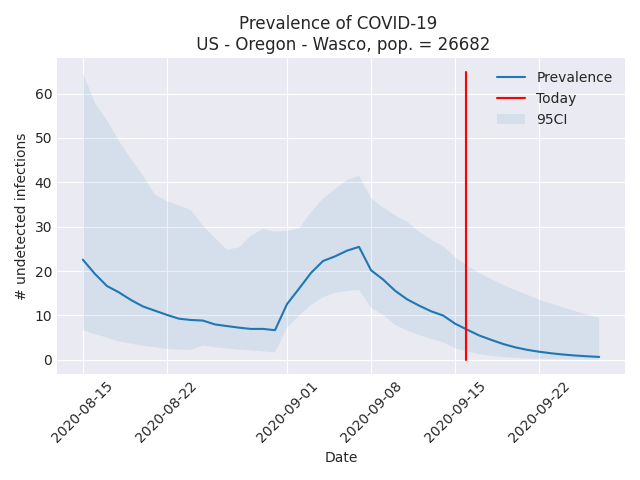 Prevalence of COVID-19
US - Oregon - Wasco, pop. = 26682
Prevalence
Today
95CI
# undetected infections
60
50
40
30
20
10
0
2020-08-15
2020-08-22
2020-09-01
2020-09-08
2020-09-15
2020-09-22
Date